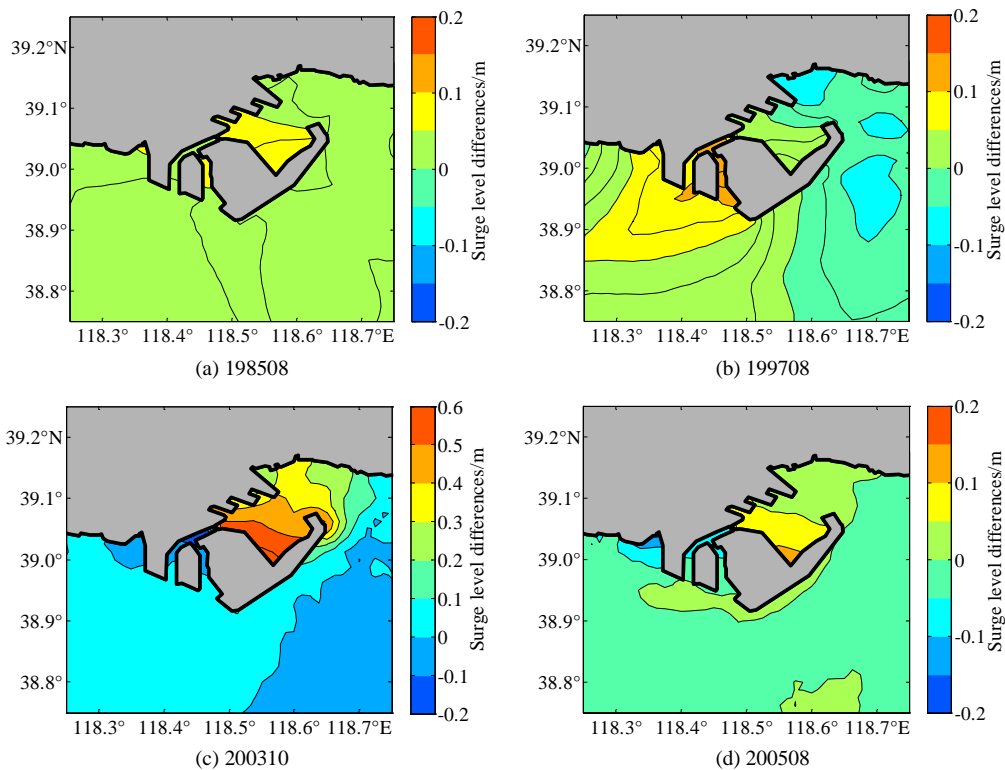 39.2°N
39.1°
39.0°
38.9°
38.8°
118.3° 118.4° 118.5° 118.6° 118.7°E
0.2
0.1
0
-0.1
-0.2
Surge level differences/m
(a) 198508
39.2°N
39.1°
39.0°
38.9°
38.8°
118.3° 118.4° 118.5° 118.6° 118.7°E
0.2
0.1
0
-0.1
-0.2
Surge level differences/m
(b) 199708
39.2°N
39.1°
39.0°
38.9°
38.8°
118.3° 118.4° 118.5° 118.6° 118.7°E
0.6
0.5
0.4
0.3
0.2
0.1
0
-0.1
-0.2
Surge level differences/m
(c) 200310
39.2°N
39.1°
39.0°
38.9°
38.8°
118.3° 118.4° 118.5° 118.6° 118.7°E
0.2
0.1
0
-0.1
-0.2
Surge level differences/m
(d) 200508